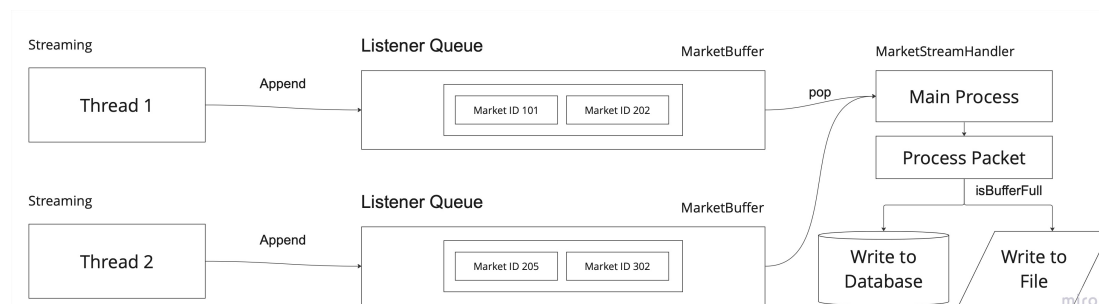 Streaming
Listener Queue
MarketBuffer
MarketStreamHandler
Thread 1
Append
Market ID 101
Market ID 202
pop
Main Process
Process Packet
isBufferFull
Streaming
Listener Queue
MarketBuffer
Thread 2
Append
Market ID 205
Market ID 302
Write to
Database
Write to
File
miro